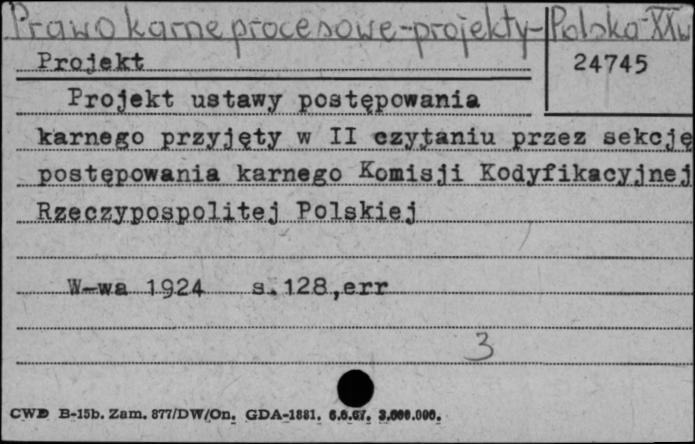 Prawo karne procesowe-projekty-Polska-XXw
Projekt
24745
Projekt ustawy postępowania
karnego przyjęty w II czytaniu przez sekcję
postępowania karnego Komisji Kodyfikacyjnej
Rzeczypospolitej Polskiej
W-wa 1924 s.128,err
3
CWD B-15b. Zam. 877/DW/On. GDA-1881. 6.6.67. 3.000.000.